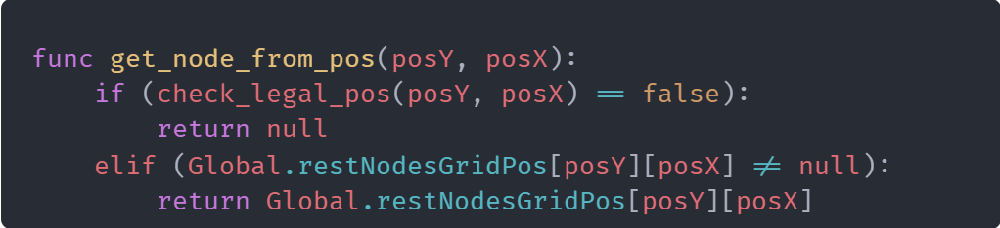 func get_node_from_pos(posY, posX):
    if (check_legal_pos(posY, posX) == false):
        return null
    elif (Global.restNodesGridPos[posY][posX] != null):
        return Global.restNodesGridPos[posY][posX]